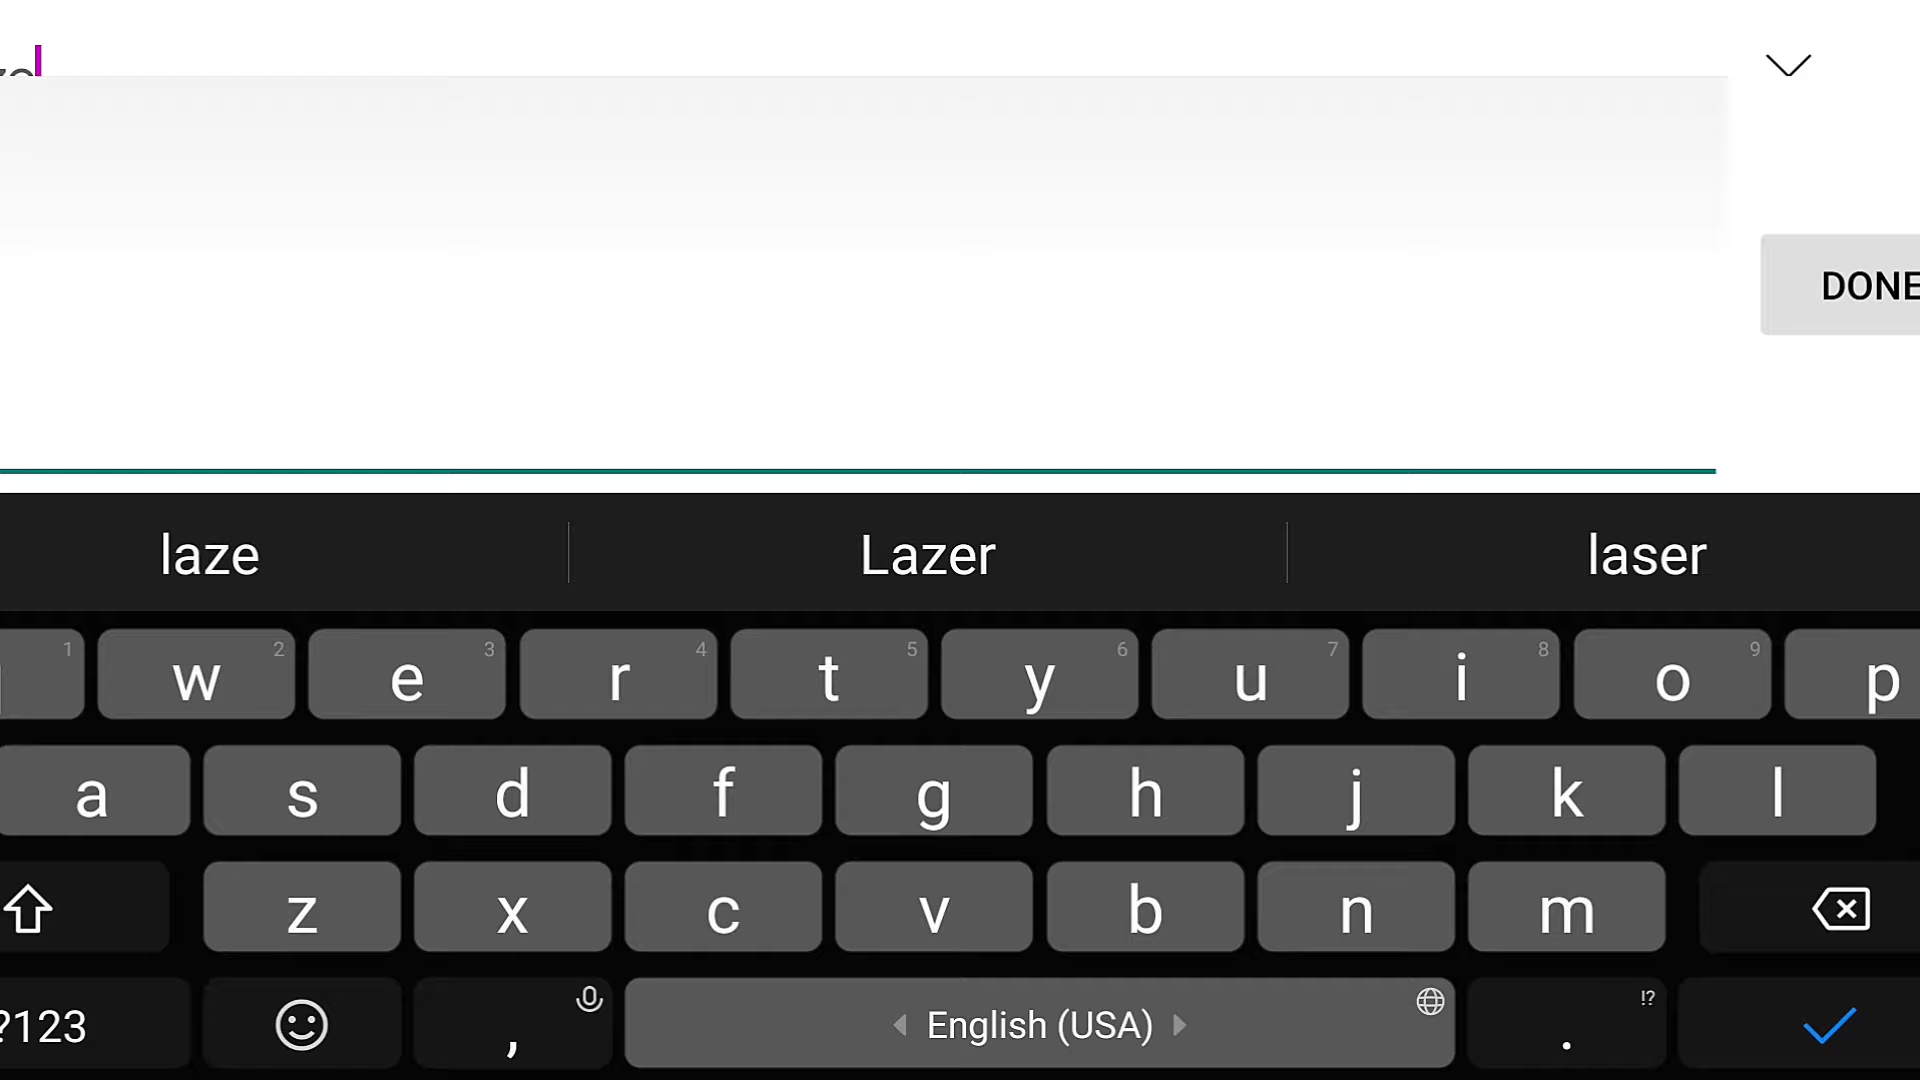 DONE
laze Lazer laser
1 w 2 e 3 r 4 t 5 y 6 u 7 i 8 o 9 p
a s d f g h j k l
z x c v b n m
?123 , English (USA) !? .